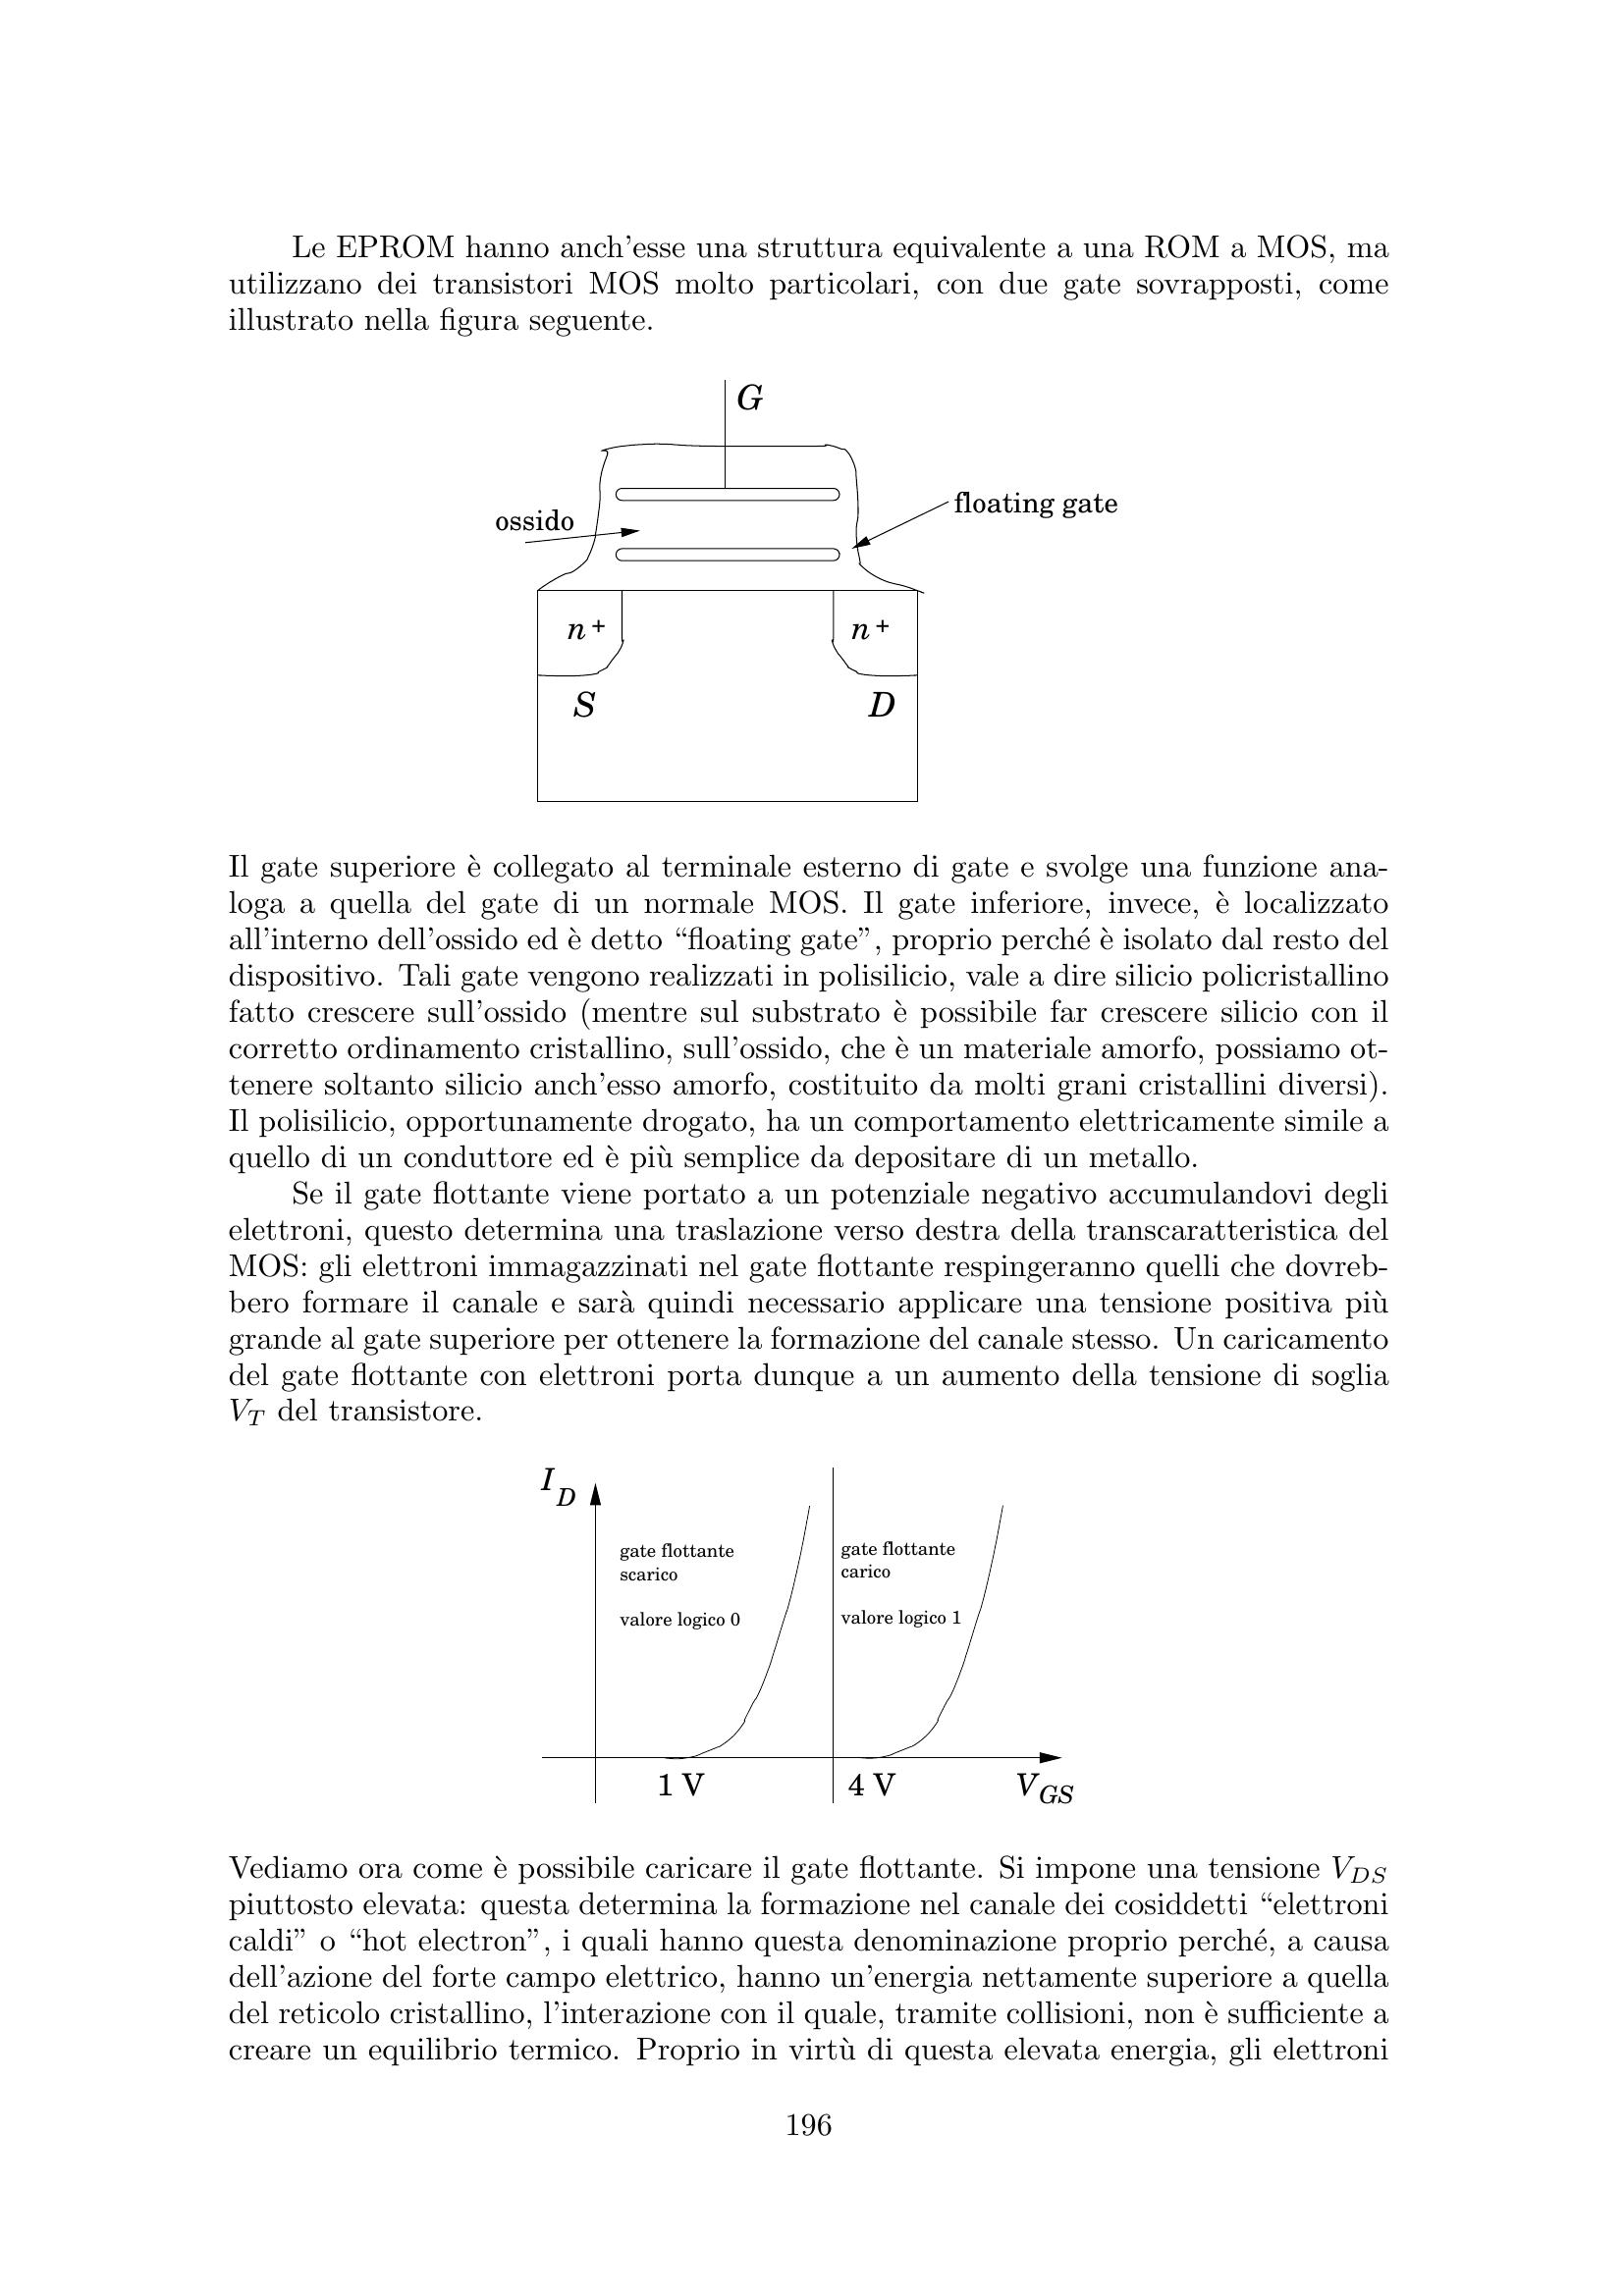 Le EPROM hanno anch'esse una struttura equivalente a una ROM a MOS, ma
utilizzano dei transistori MOS molto particolari, con due gate sovrapposti, come
illustrato nella figura seguente.
G
floating gate
ossido
n + n +
S D
Il gate superiore è collegato al terminale esterno di gate e svolge una funzione ana-
loga a quella del gate di un normale MOS. Il gate inferiore, invece, è localizzato
all'interno dell'ossido ed è detto “floating gate”, proprio perché è isolato dal resto del
dispositivo. Tali gate vengono realizzati in polisilicio, vale a dire silicio policristallino
fatto crescere sull'ossido (mentre sul substrato è possibile far crescere silicio con il
corretto ordinamento cristallino, sull'ossido, che è un materiale amorfo, possiamo ot-
tenere soltanto silicio anch'esso amorfo, costituito da molti grani cristallini diversi).
Il polisilicio, opportunamente drogato, ha un comportamento elettricamente simile a
quello di un conduttore ed è più semplice da depositare di un metallo.
Se il gate flottante viene portato a un potenziale negativo accumulandovi degli
elettroni, questo determina una traslazione verso destra della transcaratteristica del
MOS: gli elettroni immagazzinati nel gate flottante respingeranno quelli che dovreb-
bero formare il canale e sarà quindi necessario applicare una tensione positiva più
grande al gate superiore per ottenere la formazione del canale stesso. Un caricamento
del gate flottante con elettroni porta dunque a un aumento della tensione di soglia
V_T del transistore.
I_D
gate flottante
scarico
valore logico 0
gate flottante
carico
valore logico 1
1 V 4 V V_GS
Vediamo ora come è possibile caricare il gate flottante. Si impone una tensione V_DS
piuttosto elevata: questa determina la formazione nel canale dei cosiddetti “elettroni
caldi” o “hot electron”, i quali hanno questa denominazione proprio perché, a causa
dell'azione del forte campo elettrico, hanno un'energia nettamente superiore a quella
del reticolo cristallino, l'interazione con il quale, tramite collisioni, non è sufficiente a
creare un equilibrio termico. Proprio in virtù di questa elevata energia, gli elettroni
196